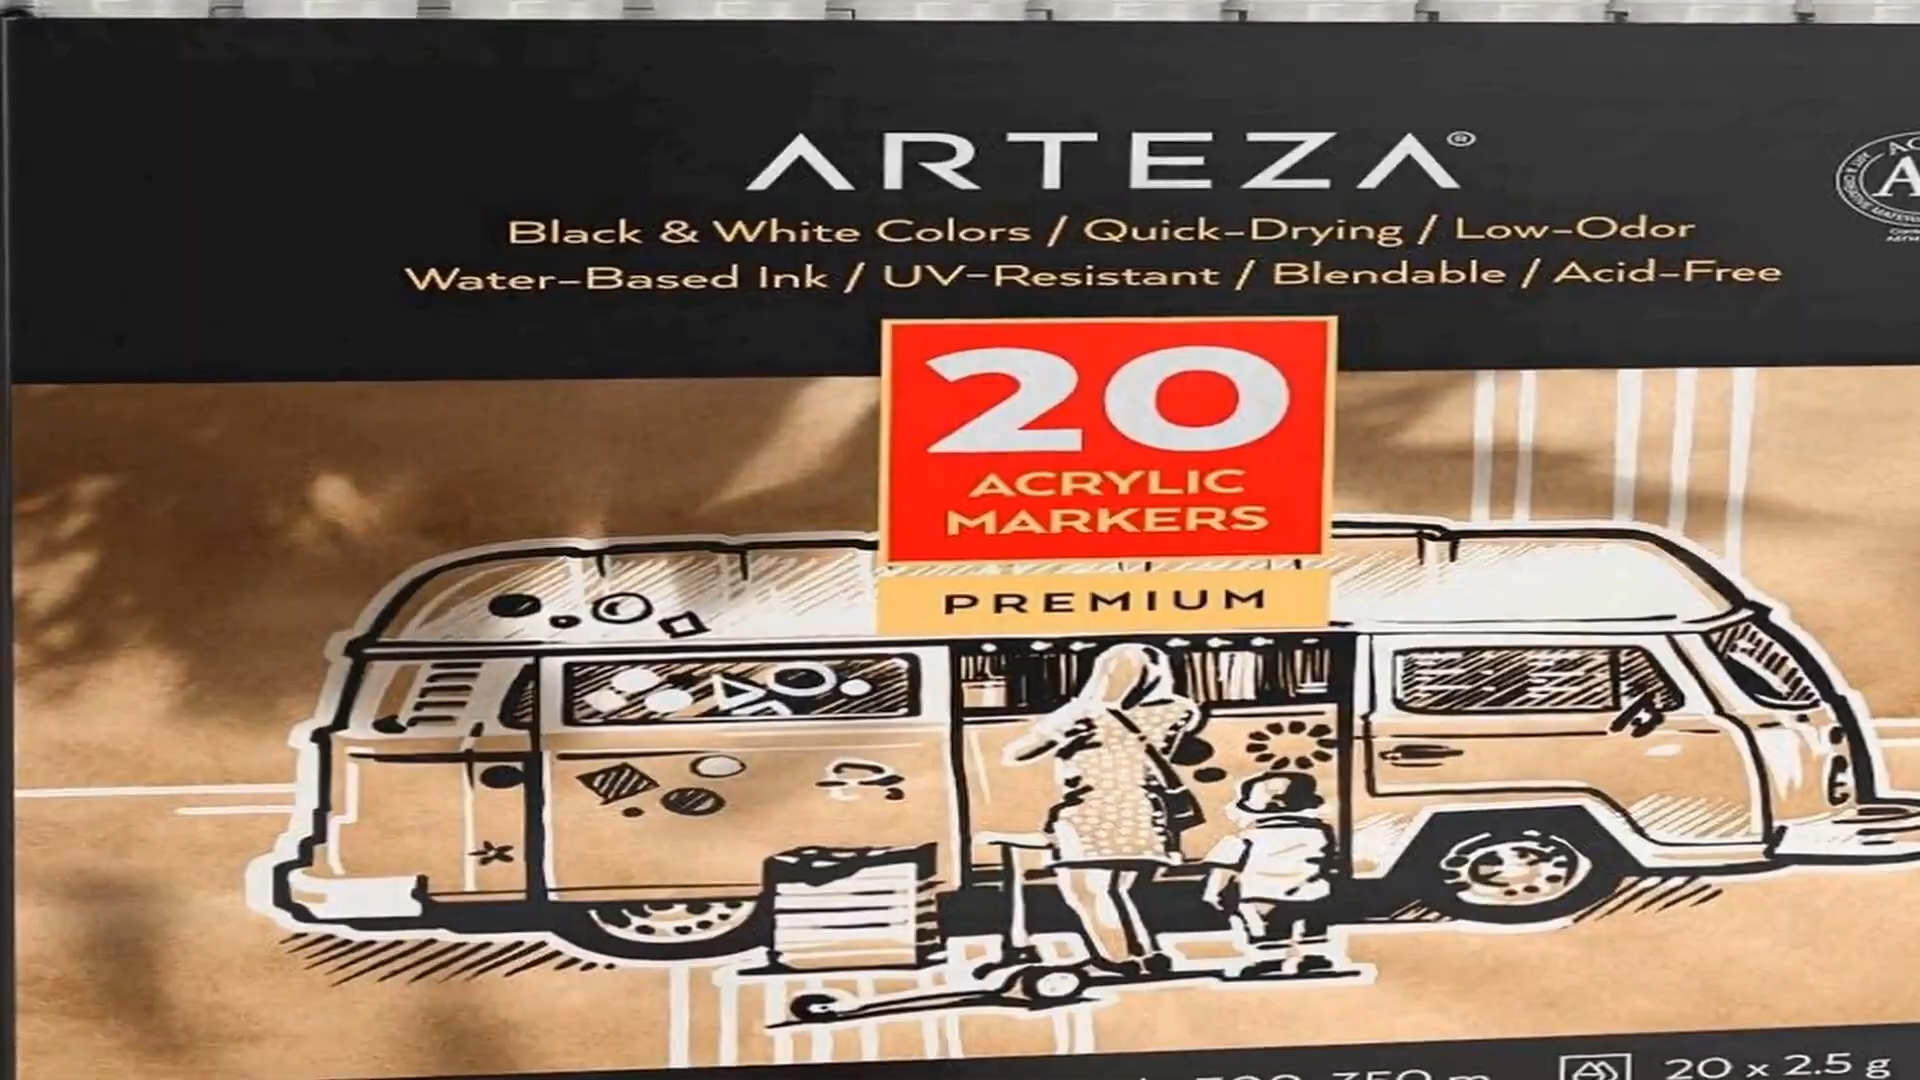 ARTEZA®
Black & White Colors / Quick-Drying / Low-Odor
Water-Based Ink / UV-Resistant / Blendable / Acid-Free
20
ACRYLIC
MARKERS
PREMIUM
20 x 2.5 g